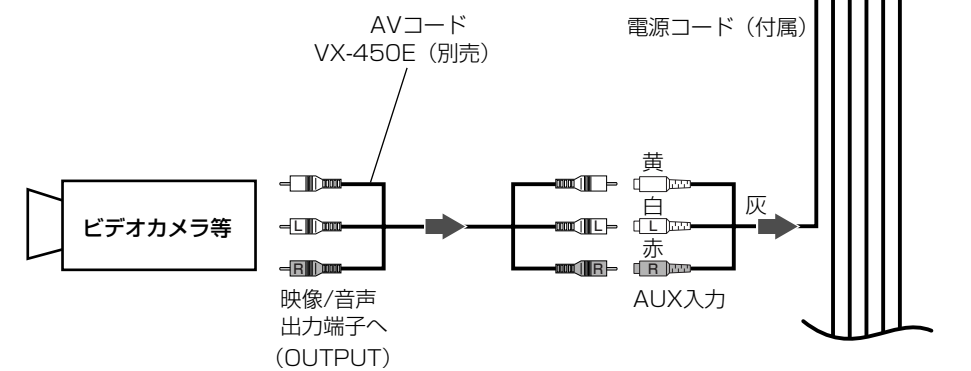 AVコード
VX-450E（別売）
電源コード（付属）
ビデオカメラ等
L
R
L
R
黄
白
L
赤
R
灰
映像/音声
出力端子へ
（OUTPUT）
AUX入力